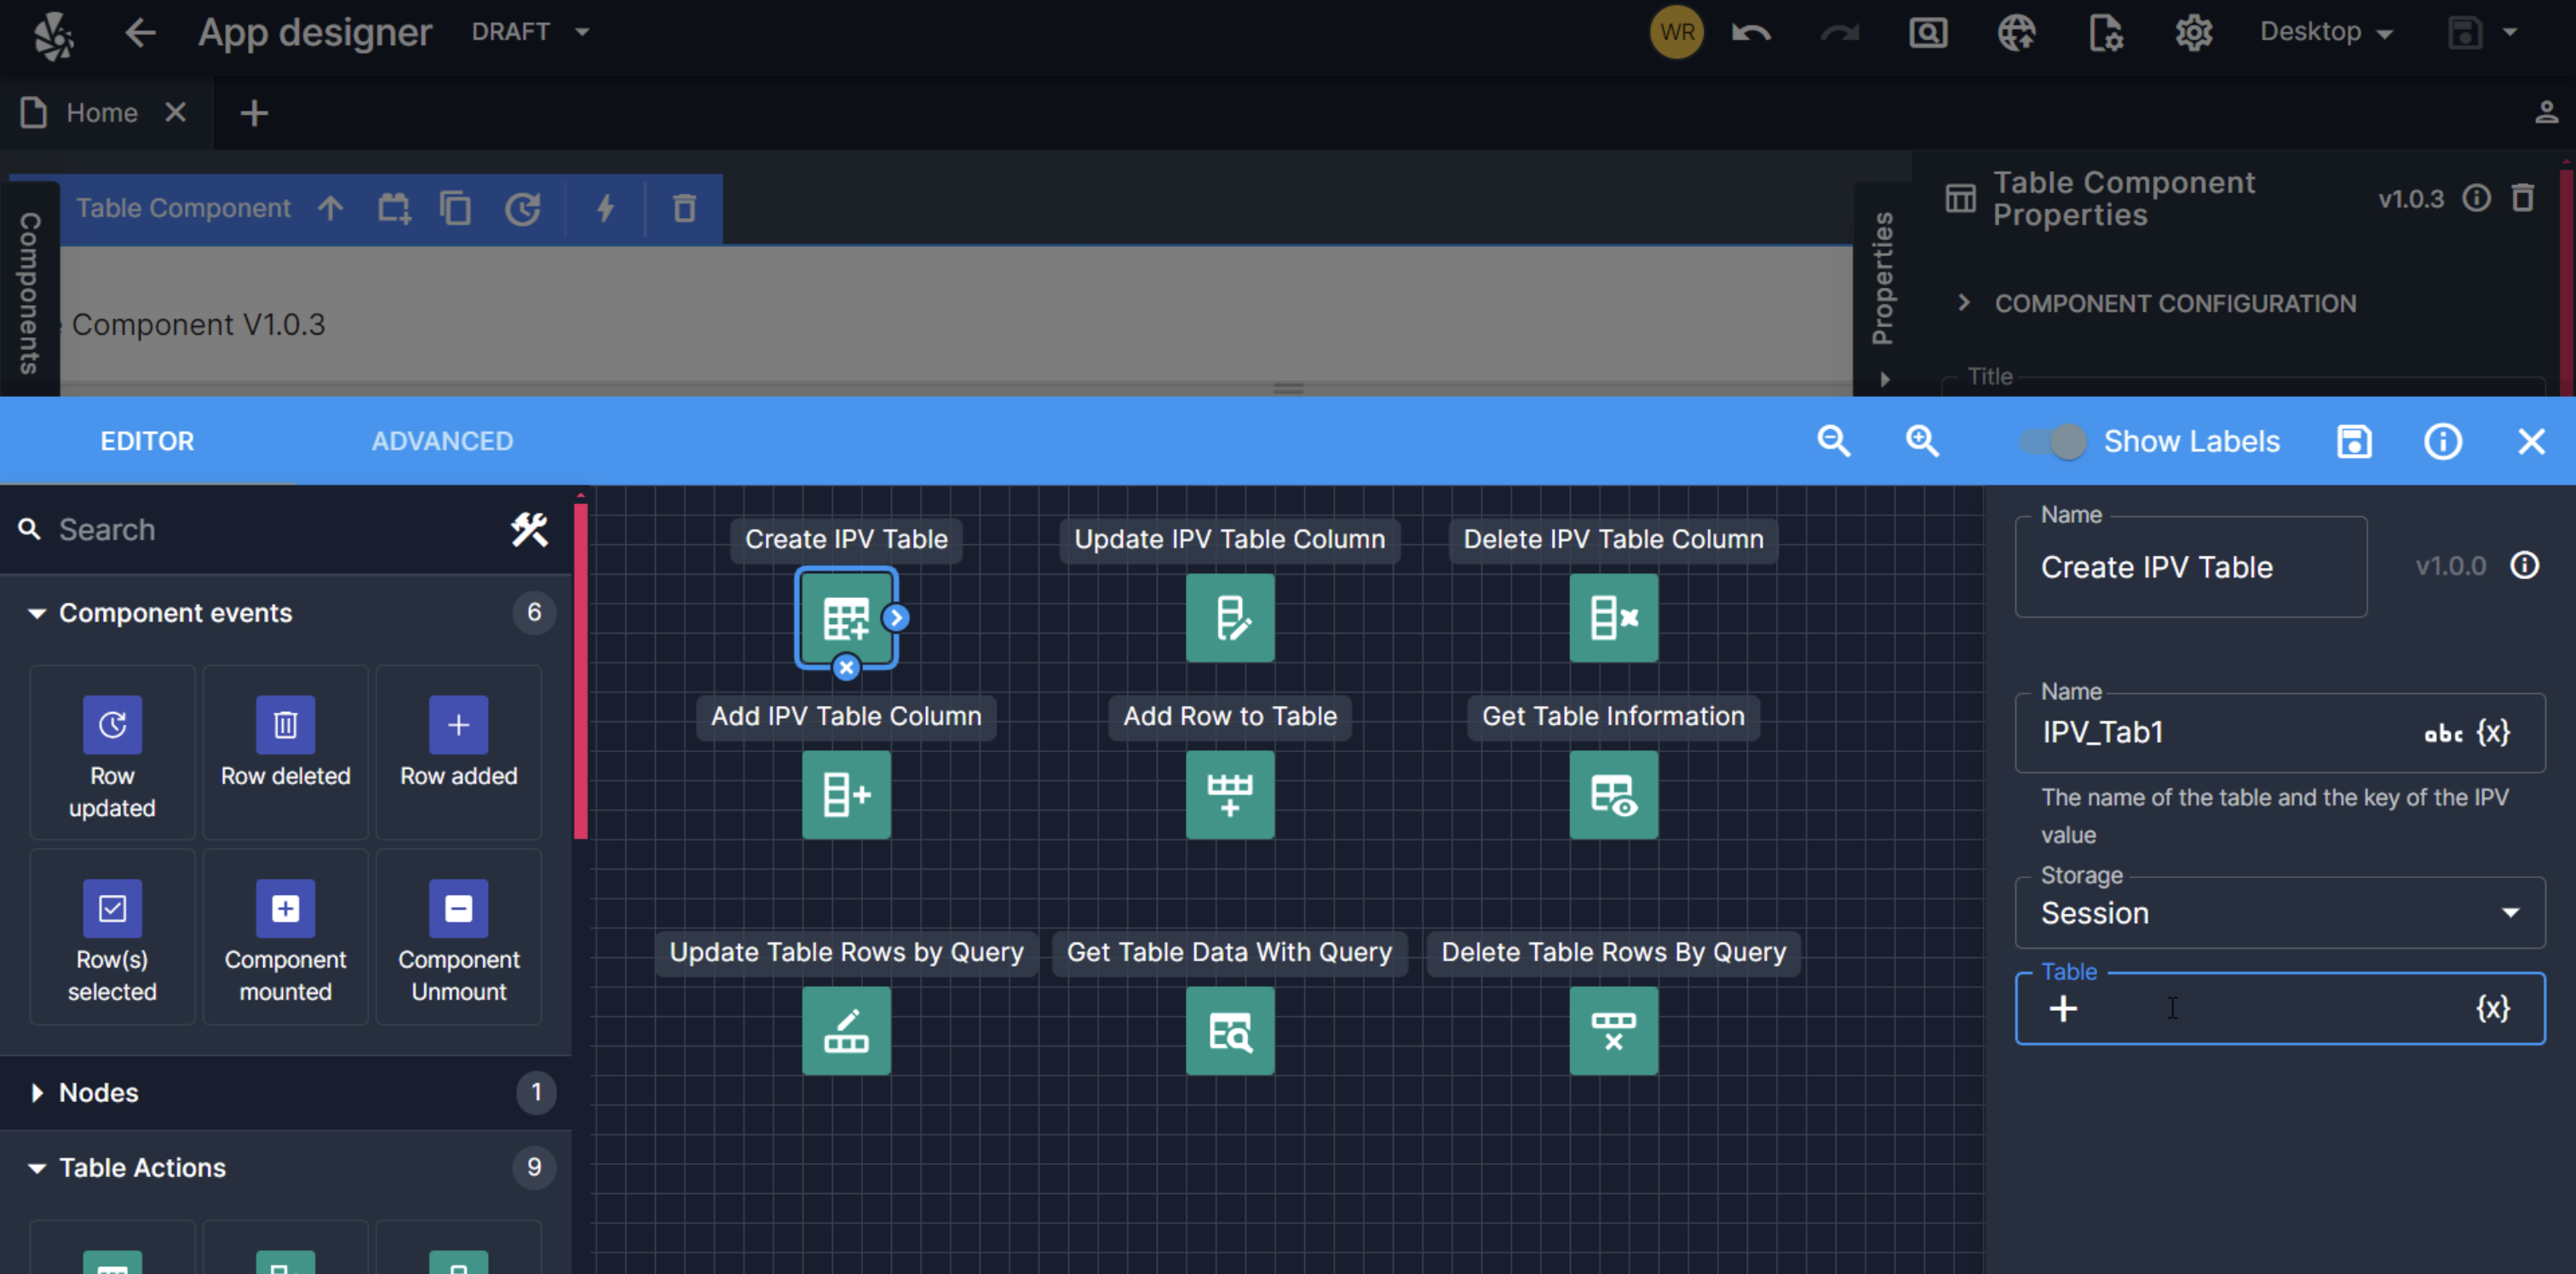 App designer
DRAFT
WR
Desktop
Home
Table Component
Components
Component V1.0.3
Properties
Table Component
Properties
v1.0.3
COMPONENT CONFIGURATION
Title
EDITOR
ADVANCED
Show Labels
Search
Component events
6
Row
updated
Row deleted
Row added
Row(s)
selected
Component
mounted
Component
Unmount
Nodes
1
Table Actions
9
Create IPV Table
Update IPV Table Column
Delete IPV Table Column
Add IPV Table Column
Add Row to Table
Get Table Information
Update Table Rows by Query
Get Table Data With Query
Delete Table Rows By Query
Name
Create IPV Table
v1.0.0
Name
IPV_Tab1
abc {x}
The name of the table and the key of the IPV
value
Storage
Session
Table
{x}